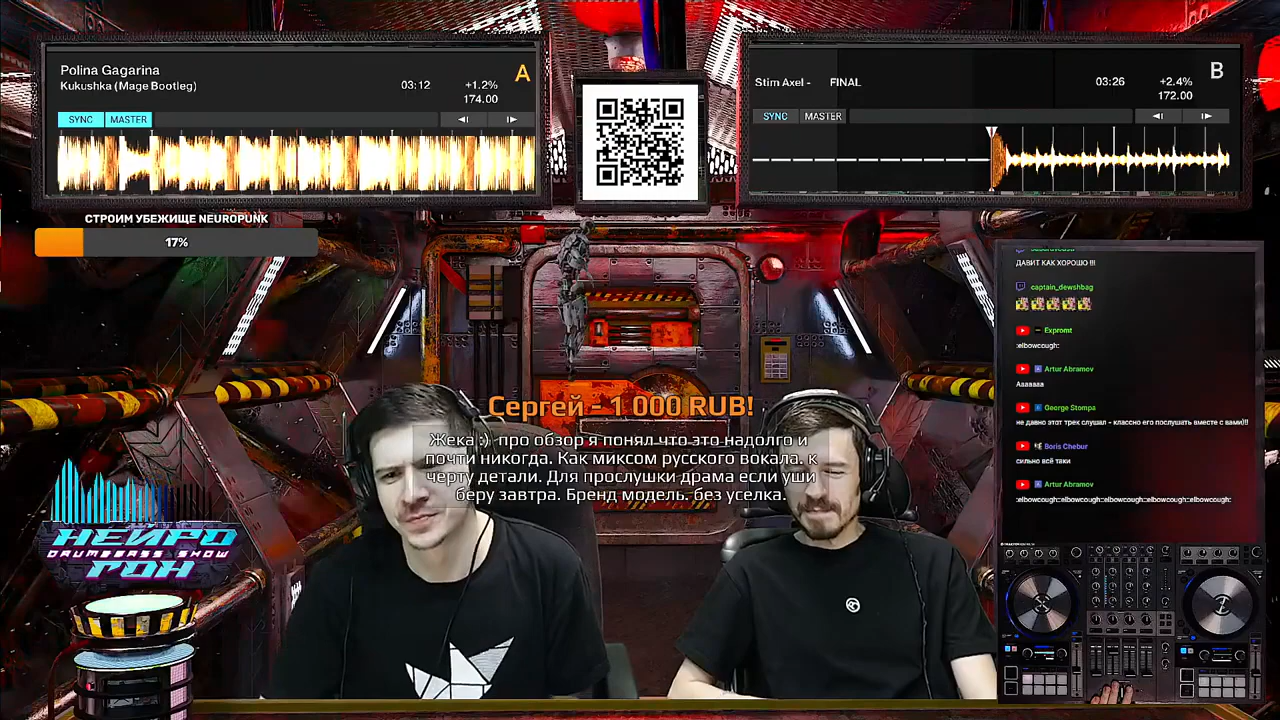 Polina Gagarina
Kukushka (Mage Bootleg)
03:12
+1.2%
174.00
A
SYNC
MASTER
Stim Axel - FINAL
03:26
+2.4%
172.00
B
SYNC
MASTER
СТРОИМ УБЕЖИЩЕ NEUROPUNK
17%
ДАВИТ КАК ХОРОШО !!!
captain_dewshbag
Expromt
:elbowcough:
Artur Abramov
Ааааааа
George Stompa
не давно этот трек слушал - классно его послушать вместе с вами)!!
Boris Chebur
сильно всё таки
Artur Abramov
:elbowcough::elbowcough::elbowcough::elbowcough::elbowcough:
Сергей - 1 000 RUB!
Жека :) про обзор я понял что это надолго и
почти никогда. Как миксом русского вокала. к
черту детали. Для прослушки драма если уши
беру завтра. Бренд модель. без уселка.
НЕЙРО
DRUM&BASS SHOW
РОН